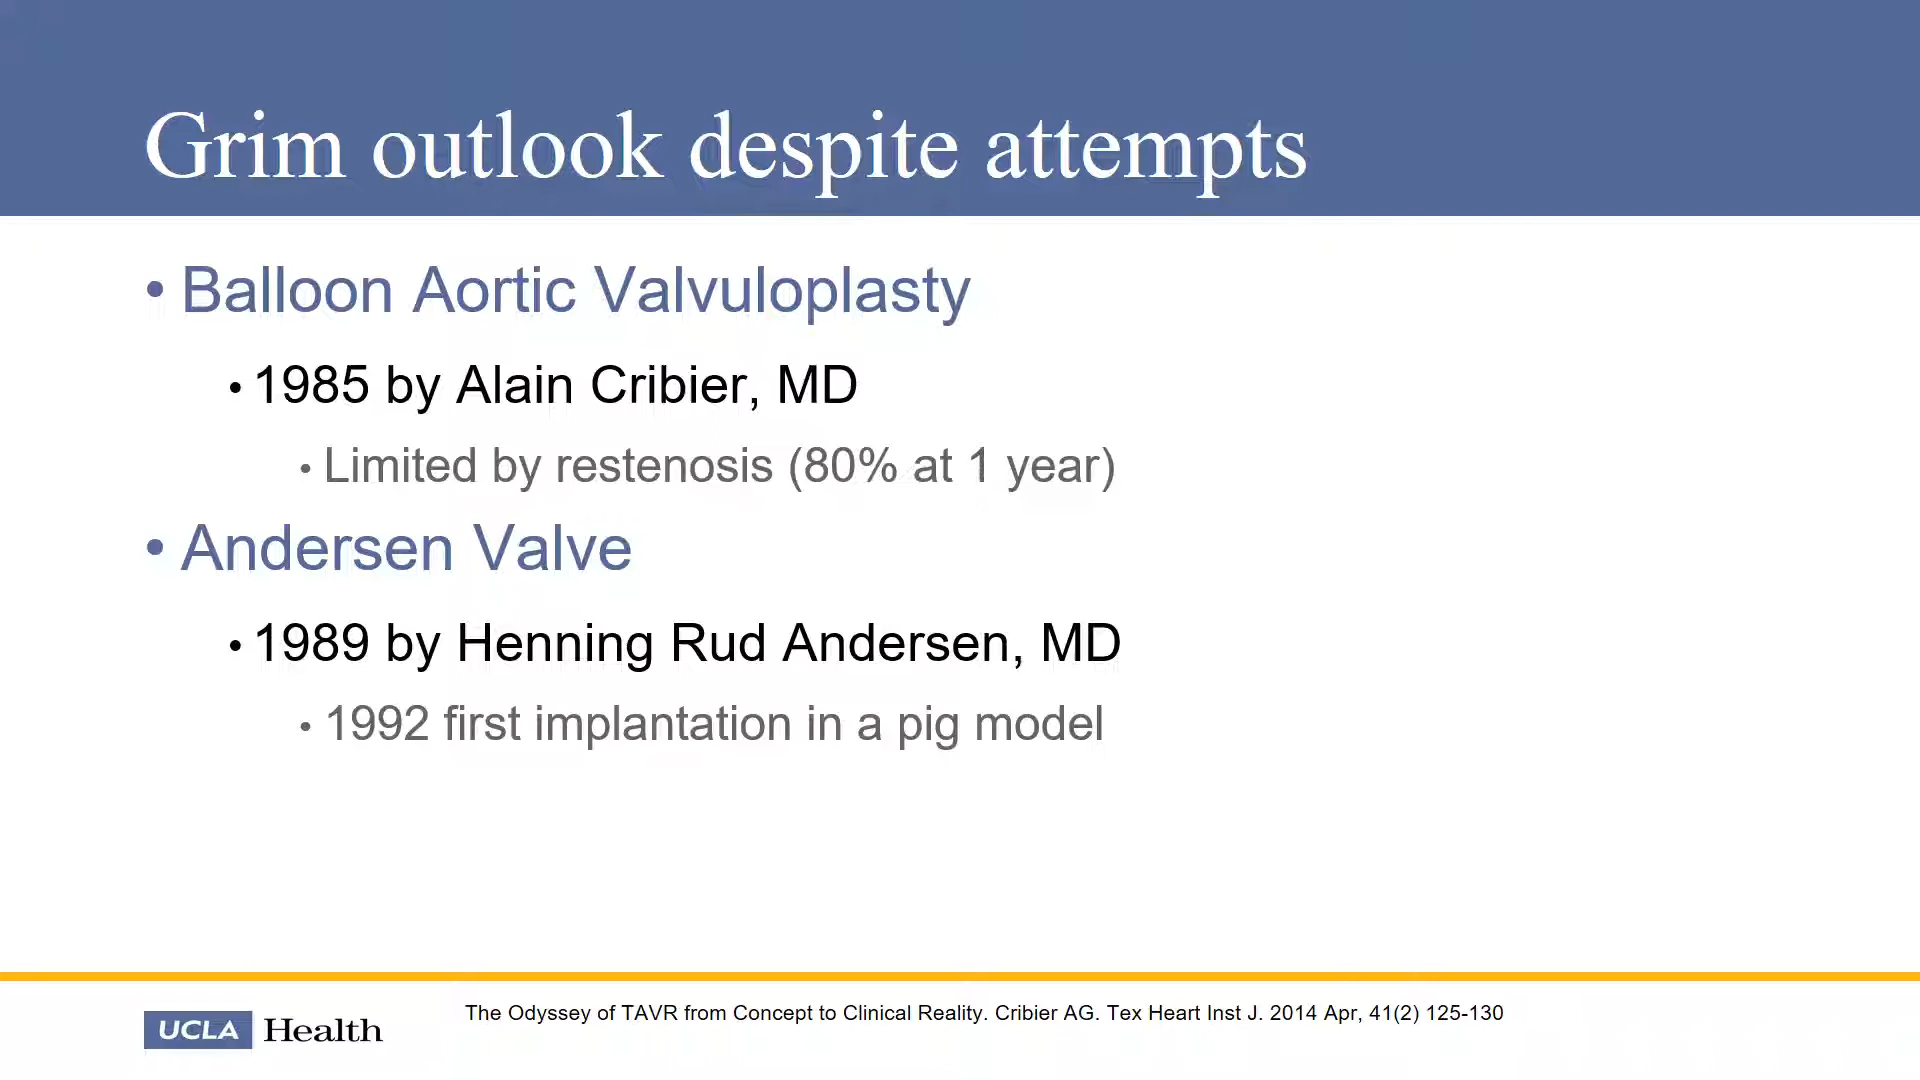 Grim outlook despite attempts
• Balloon Aortic Valvuloplasty
• 1985 by Alain Cribier, MD
• Limited by restenosis (80% at 1 year)
• Andersen Valve
• 1989 by Henning Rud Andersen, MD
• 1992 first implantation in a pig model
The Odyssey of TAVR from Concept to Clinical Reality. Cribier AG. Tex Heart Inst J. 2014 Apr, 41(2) 125-130
UCLA Health